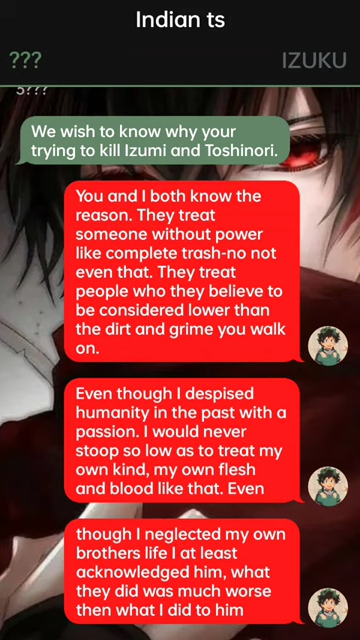 Indian ts
???
IZUKU
5???
We wish to know why your
trying to kill Izumi and Toshinori.
You and I both know the
reason. They treat
someone without power
like complete trash-no not
even that. They treat
people who they believe to
be considered lower than
the dirt and grime you walk
on.
Even though I despised
humanity in the past with a
passion. I would never
stoop so low as to treat my
own kind, my own flesh
and blood like that. Even
though I neglected my own
brothers life I at least
acknowledged him, what
they did was much worse
then what I did to him